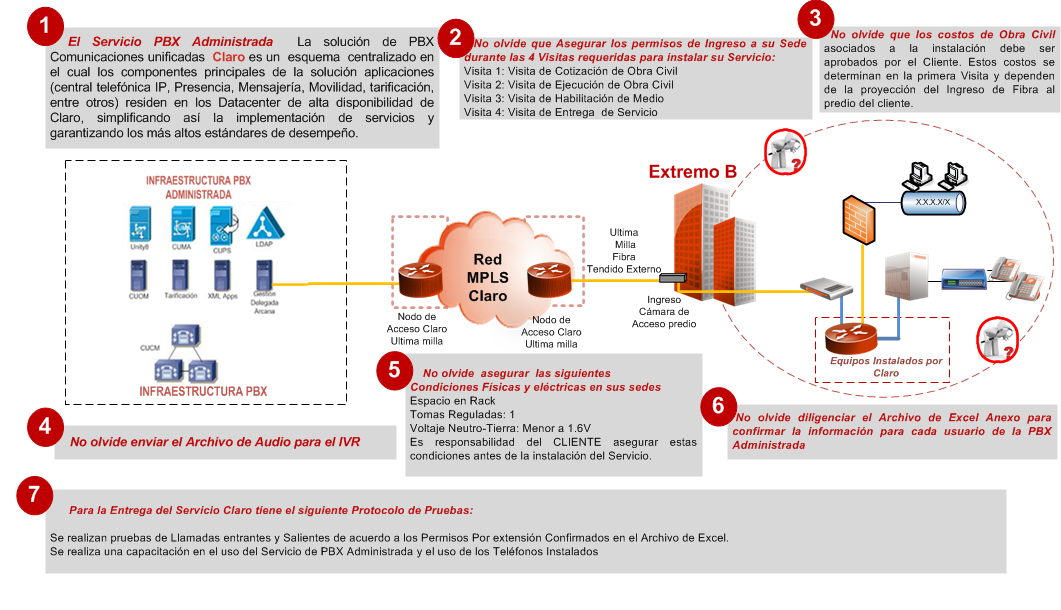 1
El Servicio PBX Administrada La solución de PBX
Comunicaciones unificadas Claro es un esquema centralizado en
el cual los componentes principales de la solución aplicaciones
(central telefónica IP, Presencia, Mensajería, Movilidad, tarificación,
entre otros) residen en los Datacenter de alta disponibilidad de
Claro, simplificando así la implementación de servicios y
garantizando los más altos estándares de desempeño.
2
No olvide que Asegurar los permisos de Ingreso a su Sede
durante las 4 Visitas requeridas para instalar su Servicio:
Visita 1: Visita de Cotización de Obra Civil
Visita 2: Visita de Ejecución de Obra Civil
Visita 3: Visita de Habilitación de Medio
Visita 4: Visita de Entrega de Servicio
3
No olvide que los costos de Obra Civil
asociados a la instalación debe ser
aprobados por el Cliente. Estos costos se
determinan en la primera Visita y dependen
de la proyección del Ingreso de Fibra al
predio del cliente.
INFRAESTRUCTURA PBX
ADMINISTRADA
Unity8
CUMA
CUPS
LDAP
CUOM
Tarificación
XML Apps
Gestión
Delegada
Arcana
CUCM
INFRAESTRUCTURA PBX
Red
MPLS
Claro
Nodo de
Acceso Claro
Ultima milla
Nodo de
Acceso Claro
Ultima milla
Ultima
Milla
Fibra
Tendido Externo
Extremo B
Ingreso
Cámara de
Acceso predio
?
X.X.X.X/X
?
Equipos Instalados por
Claro
4
No olvide enviar el Archivo de Audio para el IVR
5
No olvide asegurar las siguientes
Condiciones Físicas y eléctricas en sus sedes
Espacio en Rack
Tomas Reguladas: 1
Voltaje Neutro-Tierra: Menor a 1.6V
Es responsabilidad del CLIENTE asegurar estas
condiciones antes de la instalación del Servicio.
6
No olvide diligenciar el Archivo de Excel Anexo para
confirmar la información para cada usuario de la PBX
Administrada
7
Para la Entrega del Servicio Claro tiene el siguiente Protocolo de Pruebas:
Se realizan pruebas de Llamadas entrantes y Salientes de acuerdo a los Permisos Por extensión Confirmados en el Archivo de Excel.
Se realiza una capacitación en el uso del Servicio de PBX Administrada y el uso de los Teléfonos Instalados